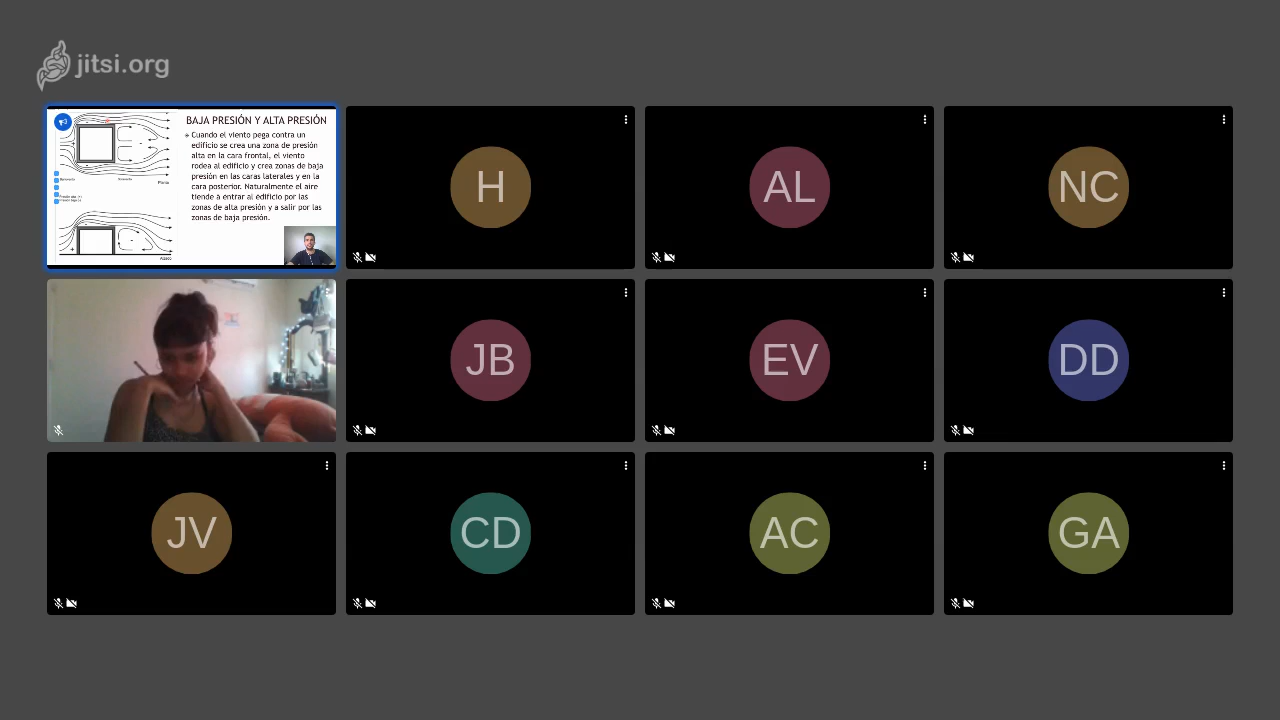 jitsi.org
BAJA PRESIÓN Y ALTA PRESIÓN
Cuando el viento pega contra un
edificio se crea una zona de presión
alta en la cara frontal, el viento
rodea al edificio y crea zonas de baja
presión en las caras laterales y en la
cara posterior. Naturalmente el aire
tiende a entrar al edificio por las
zonas de alta presión y a salir por las
zonas de baja presión.
Planta
Alzado
H
AL
NC
JB
EV
DD
JV
CD
AC
GA